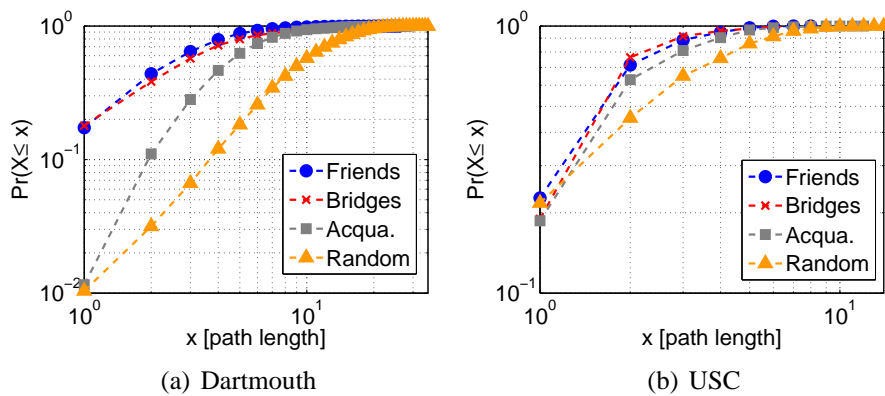 Pr(X≤ x)
10^0
10^-1
10^-2
Friends
Bridges
Acqua.
Random
10^0
10^1
x [path length]
(a) Dartmouth
Pr(X≤ x)
10^0
10^-1
Friends
Bridges
Acqua.
Random
10^0
10^1
x [path length]
(b) USC